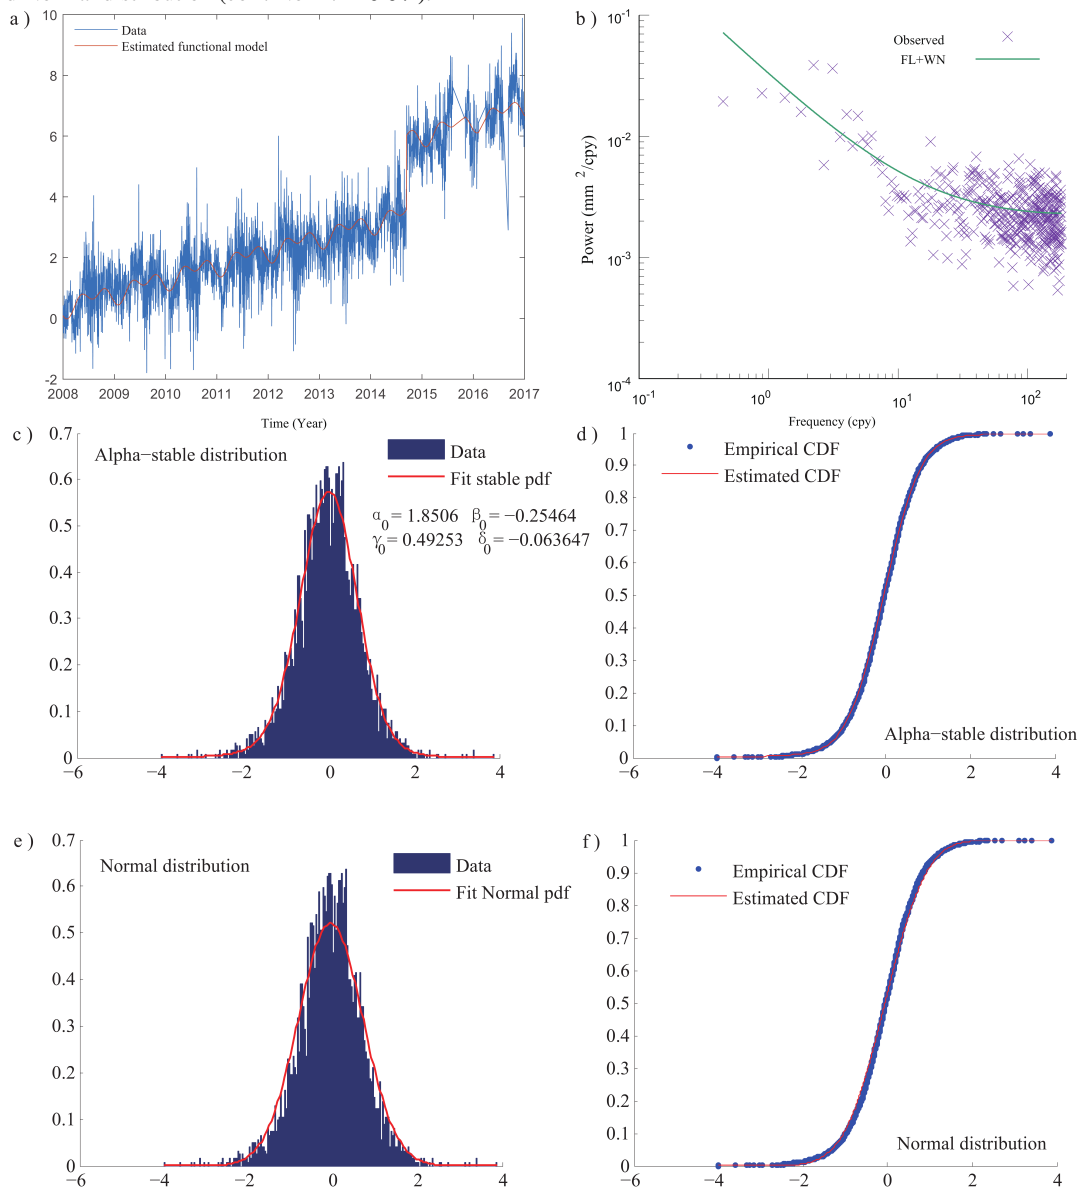 a )
10
8
6
4
2
0
−2
Data
Estimated functional model
2008 2009 2010 2011 2012 2013 2014 2015 2016 2017
Time (Year)
b )
10^-1
10^-2
10^-3
10^-4
Power (mm^2/cpy)
Observed
FL+WN
10^-1 10^0 10^1 10^2
Frequency (cpy)
c )
0.7
0.6
0.5
0.4
0.3
0.2
0.1
0
Alpha−stable distribution
Data
Fit stable pdf
α0 = 1.8506 β0 = −0.25464
γ0 = 0.49253 δ0 = −0.063647
−6 −4 −2 0 2 4
d )
1
0.9
0.8
0.7
0.6
0.5
0.4
0.3
0.2
0.1
0
Empirical CDF
Estimated CDF
Alpha−stable distribution
−6 −4 −2 0 2 4
e )
0.7
0.6
0.5
0.4
0.3
0.2
0.1
0
Normal distribution
Data
Fit Normal pdf
−6 −4 −2 0 2 4
f )
1
0.9
0.8
0.7
0.6
0.5
0.4
0.3
0.2
0.1
0
Empirical CDF
Estimated CDF
Normal distribution
−6 −4 −2 0 2 4